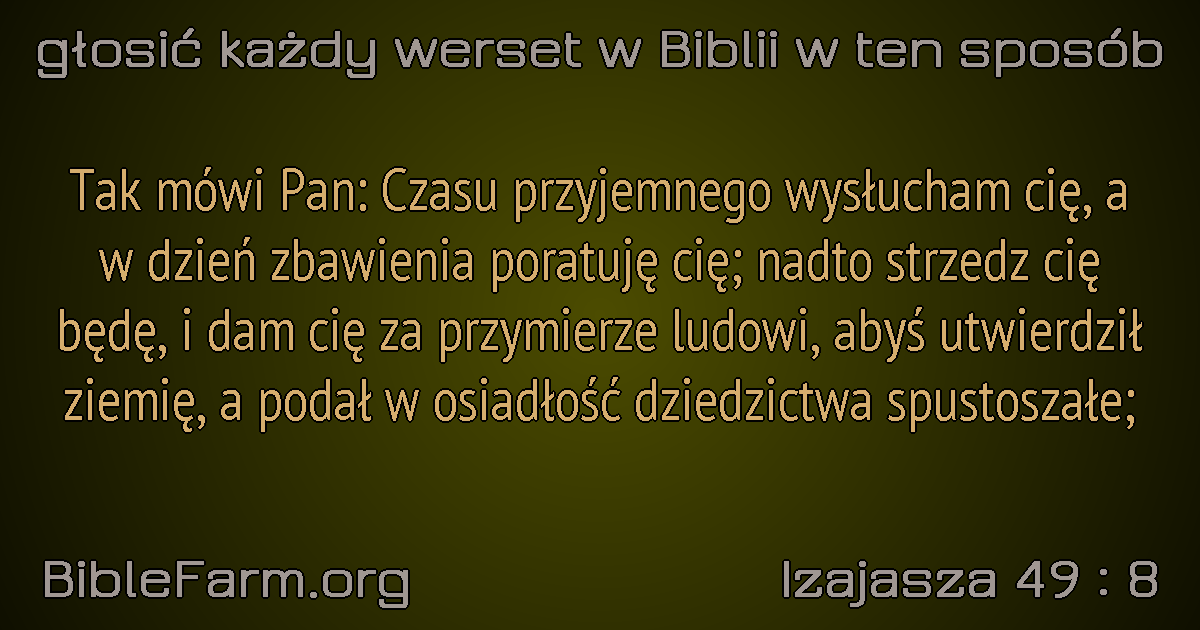 głosić każdy werset w Biblii w ten sposób
Tak mówi Pan: Czasu przyjemnego wysłucham cię, a
w dzień zbawienia poratuję cię; nadto strzedz cię
będę, i dam cię za przymierze ludowi, abyś utwierdził
ziemię, a podał w osiadłość dziedzictwa spustoszałe;
BibleFarm.org
Izajasza 49 : 8